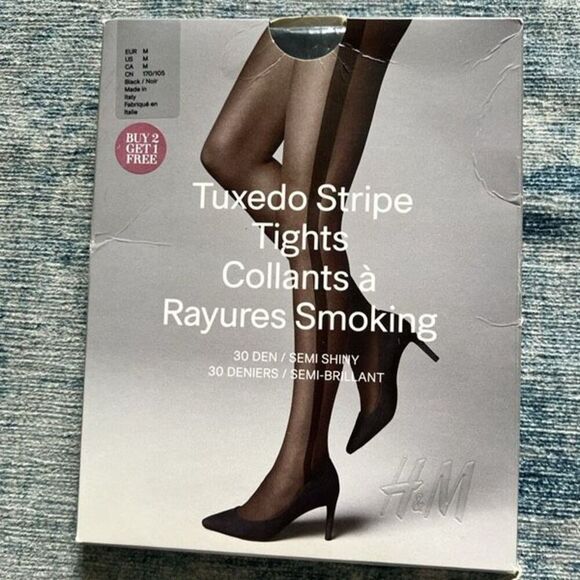 EUR M
US M
CA M
CN 170/105
Black / Noir
Made in
Italy
Fabriqué en
Italie
BUY 2
GET 1
FREE
Tuxedo Stripe
Tights
Collants à
Rayures Smoking
30 DEN / SEMI SHINY
30 DENIERS / SEMI-BRILLANT
H&M